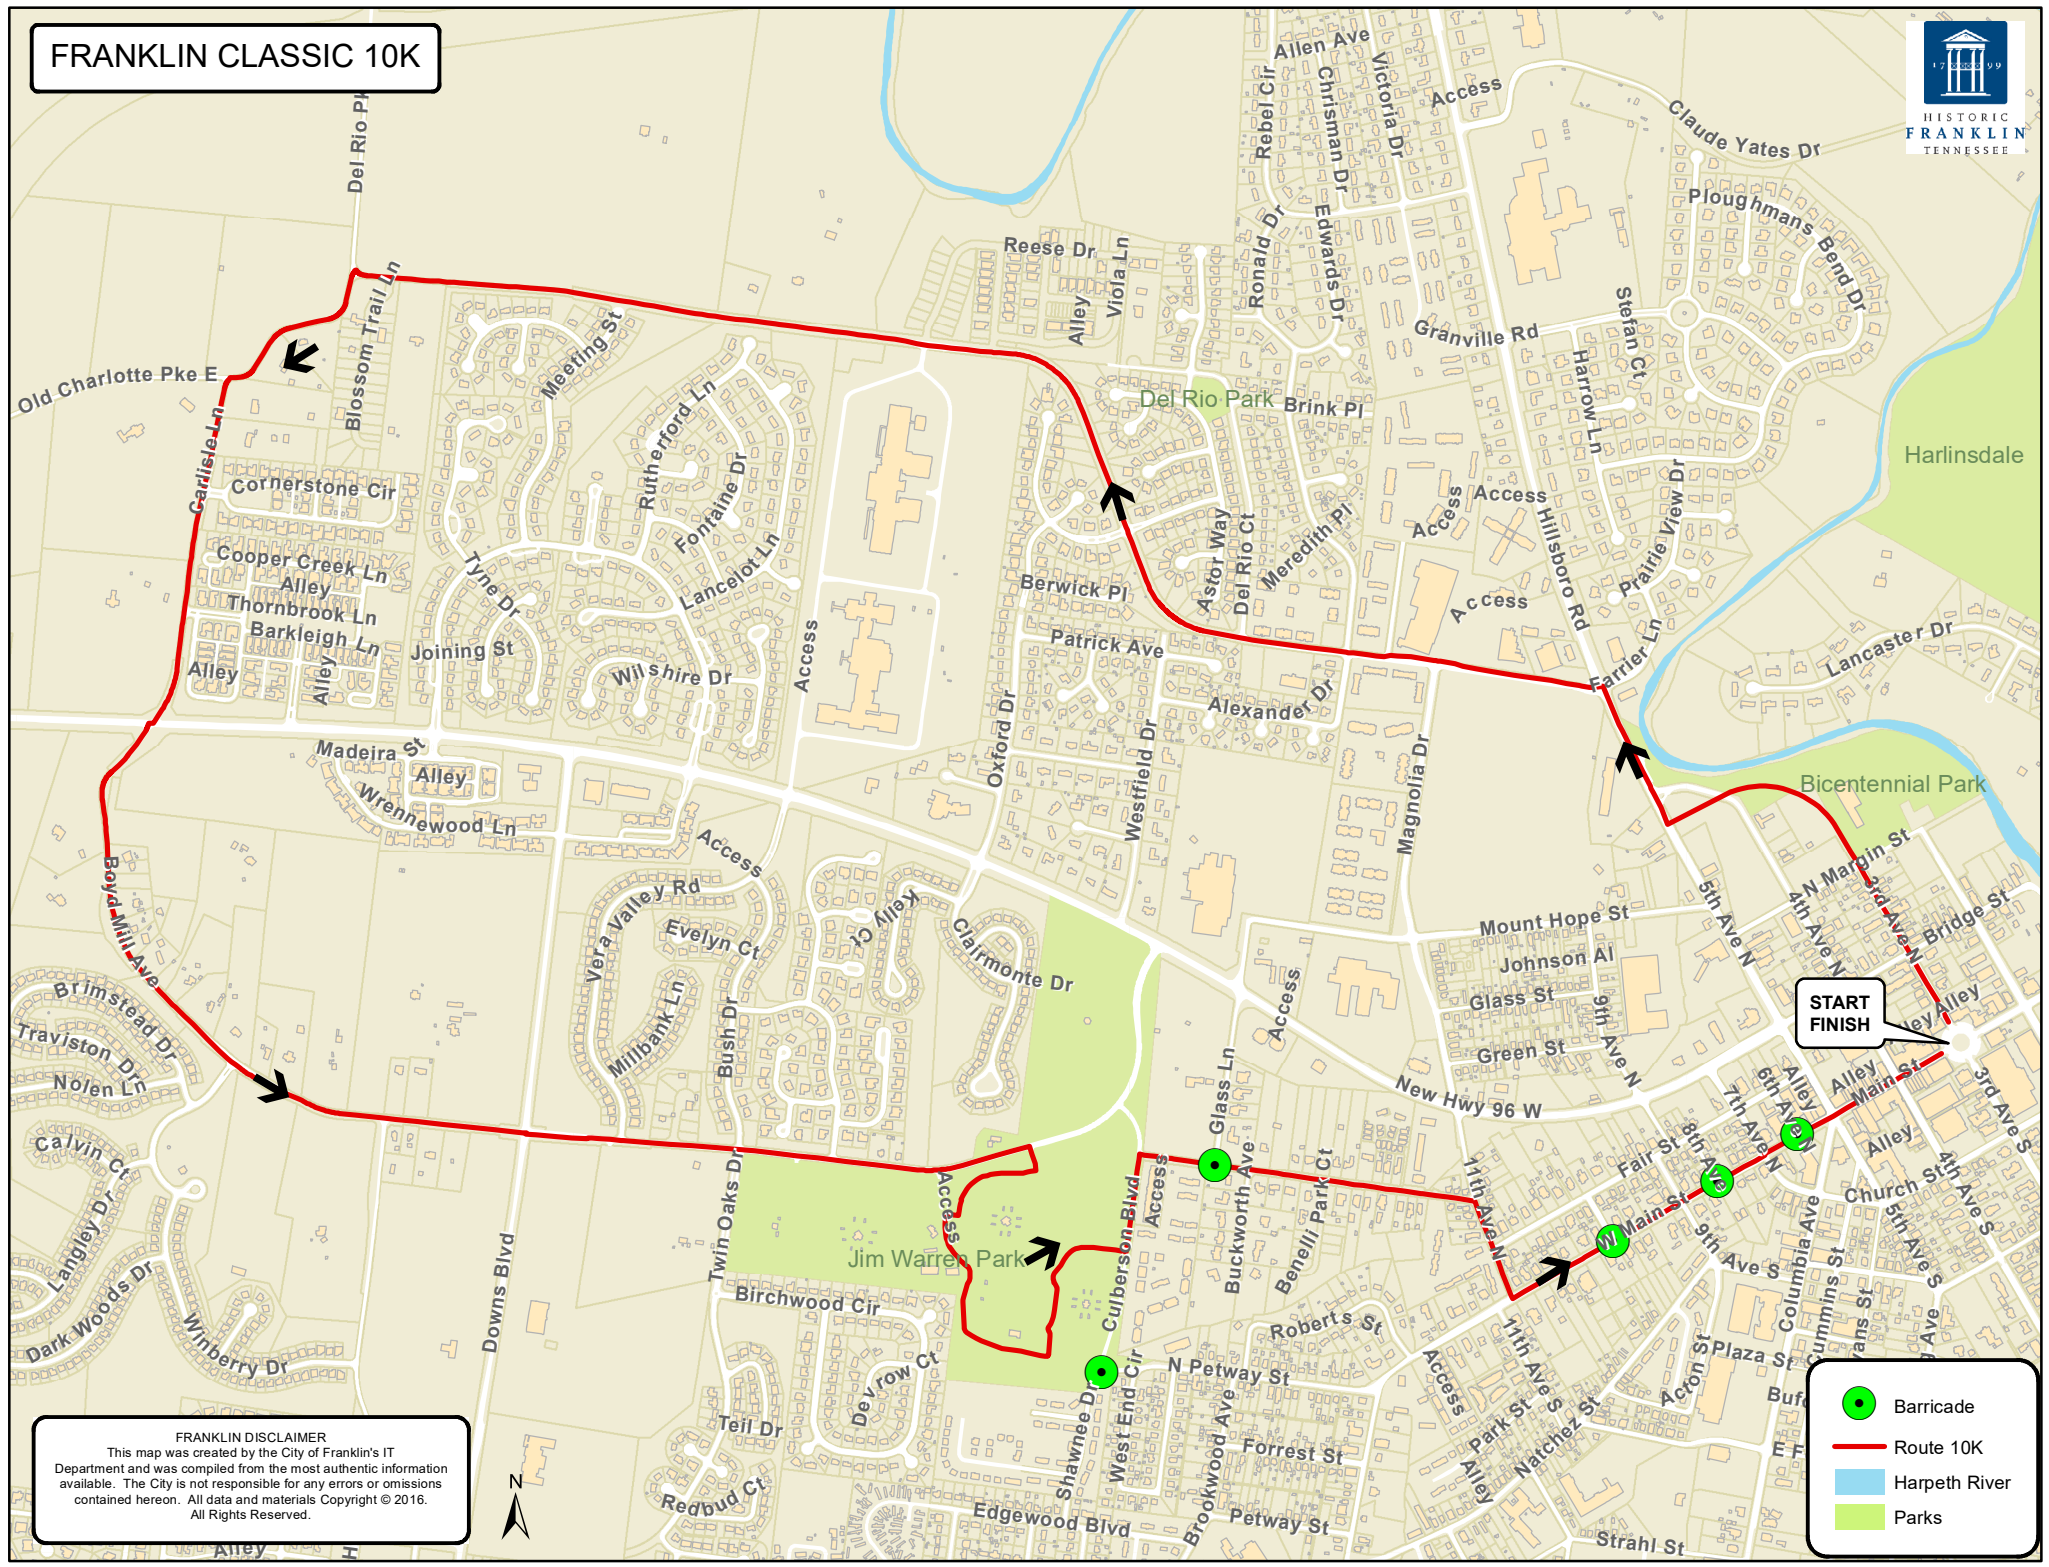 FRANKLIN CLASSIC 10K
1799
HISTORIC
FRANKLIN
TENNESSEE
Del Rio Pk
Allen Ave
Rebel Cir
Chrisman Dr
Victoria Dr
Access
Claude Yates Dr
Ploughmans Bend Dr
Reese Dr
Viola Ln
Alley
Ronald Dr
Edwards Dr
Granville Rd
Stefan Ct
Harrow Ln
Blossom Trail Ln
Meeting St
Old Charlotte Pke E
Carlisle Ln
Rutherford Ln
Del Rio Park
Brink Pl
Harlinsdale
Cornerstone Cir
Fontaine Dr
Access
Access
Hillsboro Rd
Prairie View Dr
Cooper Creek Ln
Alley
Thornbrook Ln
Barkleigh Ln
Alley
Alley
Tyne Dr
Lancelot Ln
Joining St
Wilshire Dr
Access
Berwick Pl
Astor Way
Del Rio Ct
Meredith Pl
Access
Patrick Ave
Farrier Ln
Lancaster Dr
Alexander Dr
Oxford Dr
Westfield Dr
Magnolia Dr
Madeira St
Alley
Wrennewood Ln
Access
Bicentennial Park
N Margin St
3rd Ave N
Bridge St
4th Ave N
5th Ave N
Boyd Mill Ave
Vera Valley Rd
Evelyn Ct
Kelly Ct
Clairmonte Dr
Mount Hope St
Johnson Al
Glass St
9th Ave N
Green St
Access
Brimstead Dr
Traviston Dr
Nolen Ln
Millbank Ln
Bush Dr
START
FINISH
Alley
Alley
Main St
Alley
6th Ave N
7th Ave N
3rd Ave S
New Hwy 96 W
Glass Ln
Calvin Ct
Langley Dr
Dark Woods Dr
Winberry Dr
Downs Blvd
Twin Oaks Dr
Access
Jim Warren Park
Culberson Blvd
Access
Buckworth Ave
Benelli Park Ct
11th Ave N
Fair St
8th Ave
W Main St
Alley
Church St
4th Ave S
5th Ave S
9th Ave S
Columbia Ave
Cummins St
vans St
Ave
Birchwood Cir
Devrow Ct
Teil Dr
Redbud Ct
Roberts St
N Petway St
Shawnee Dr
West End Cir
Brookwood Ave
Forrest St
Petway St
Edgewood Blvd
Access
11th Ave S
Park St
Alley
Natchez St
Acton St
Plaza St
Bufo
E F
Strahl St
Alley
H
N
FRANKLIN DISCLAIMER
This map was created by the City of Franklin's IT
Department and was compiled from the most authentic information
available. The City is not responsible for any errors or omissions
contained hereon. All data and materials Copyright © 2016.
All Rights Reserved.
Barricade
Route 10K
Harpeth River
Parks